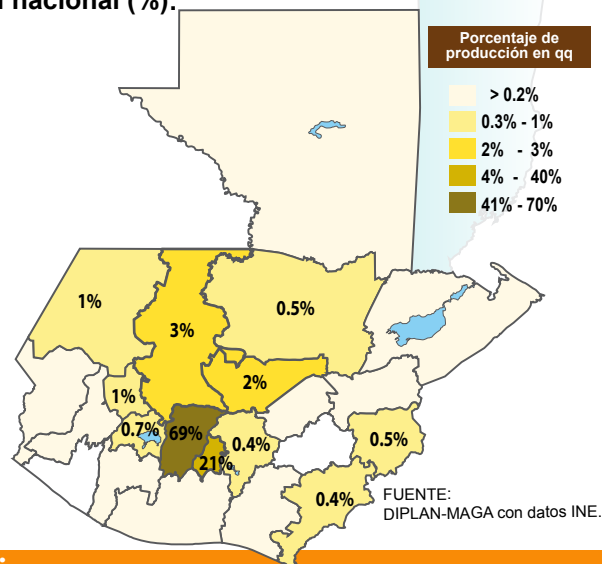 nacional (%).
Porcentaje de
producción en qq
> 0.2%
0.3% - 1%
2% - 3%
4% - 40%
41% - 70%
1%
3%
0.5%
2%
1%
0.7%
69%
21%
0.4%
0.5%
0.4%
FUENTE:
DIPLAN-MAGA con datos INE.